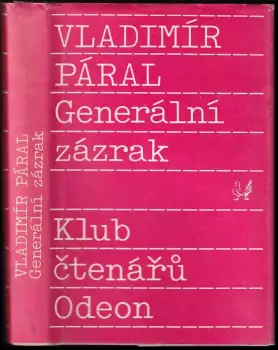 VLADIMÍR
PÁRAL
Generální
zázrak
Klub
čtenářů
Odeon
VLADIMÍR PÁRAL
Generální zázrak